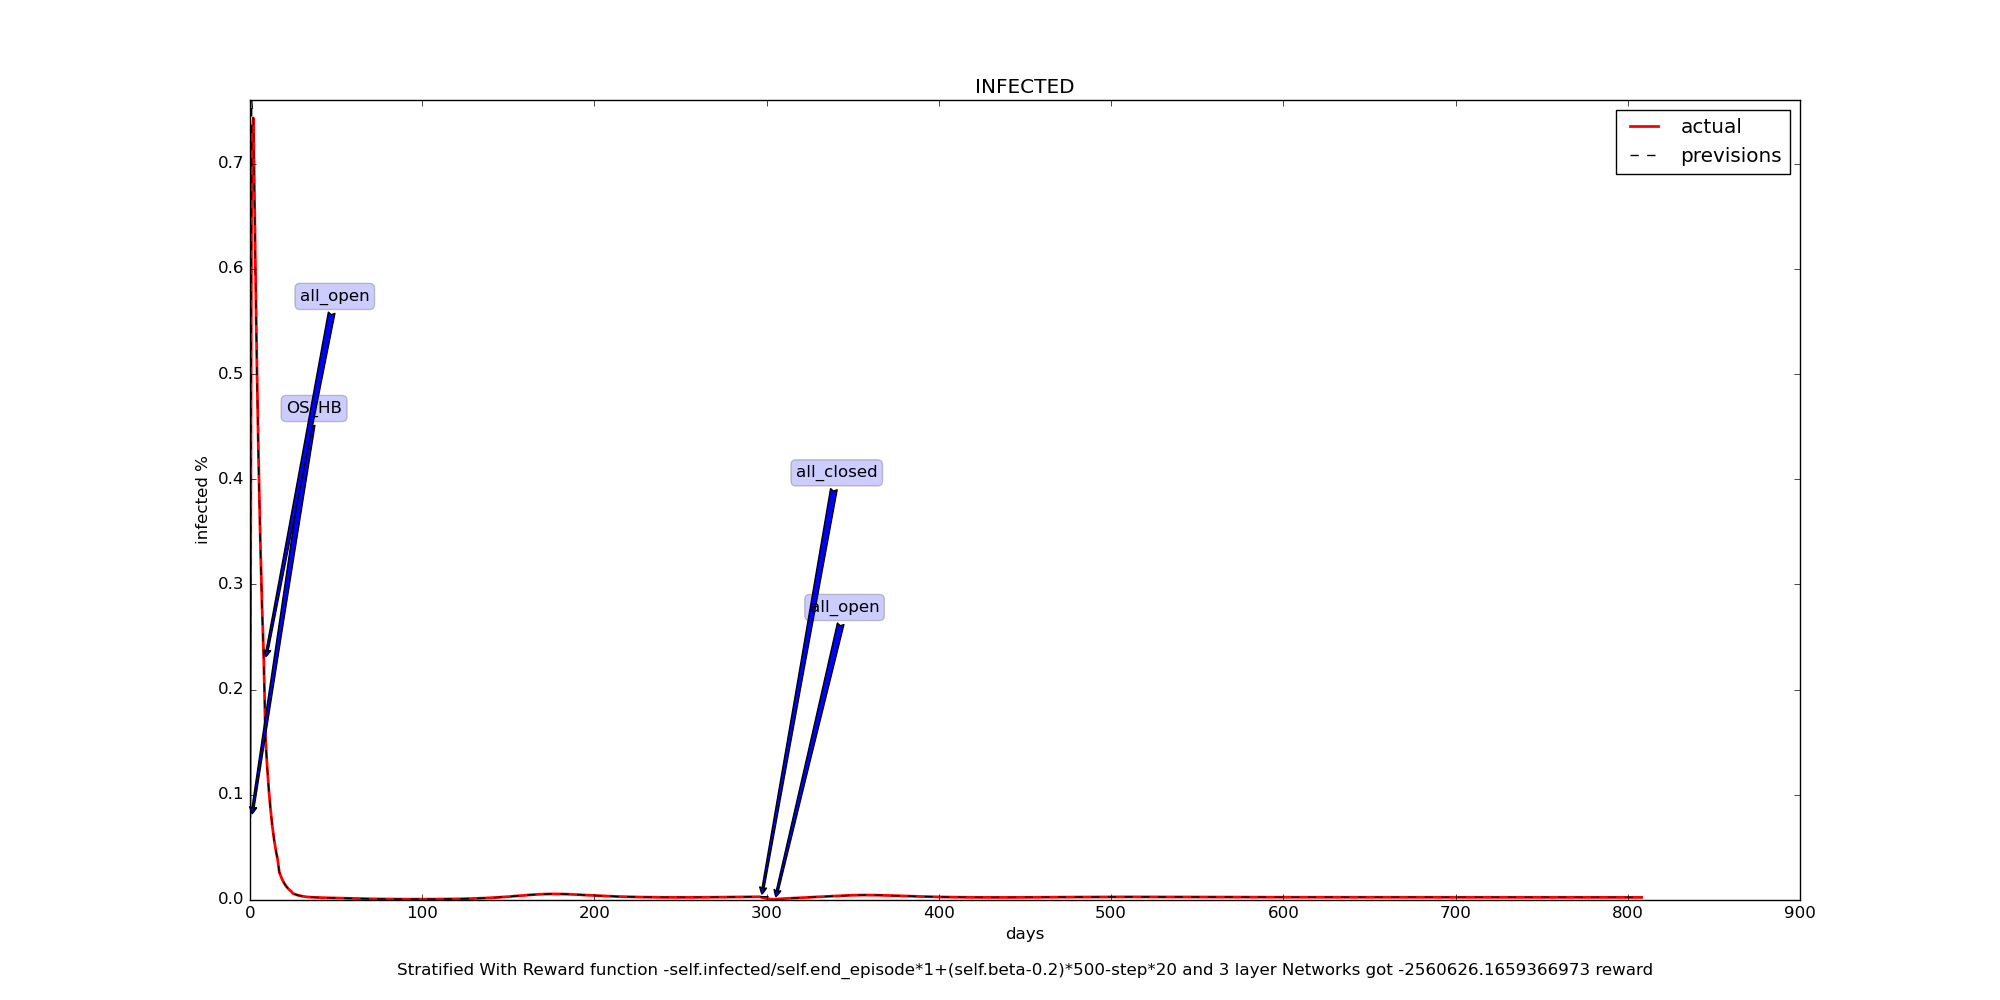 INFECTED
actual
previsions
0.7
0.6
0.5
0.4
0.3
0.2
0.1
0.0
infected %
all_open
OS_HB
all_closed
all_open
0 100 200 300 400 500 600 700 800 900
days
Stratified With Reward function -self.infected/self.end_episode*1+(self.beta-0.2)*500-step*20 and 3 layer Networks got -2560626.1659366973 reward